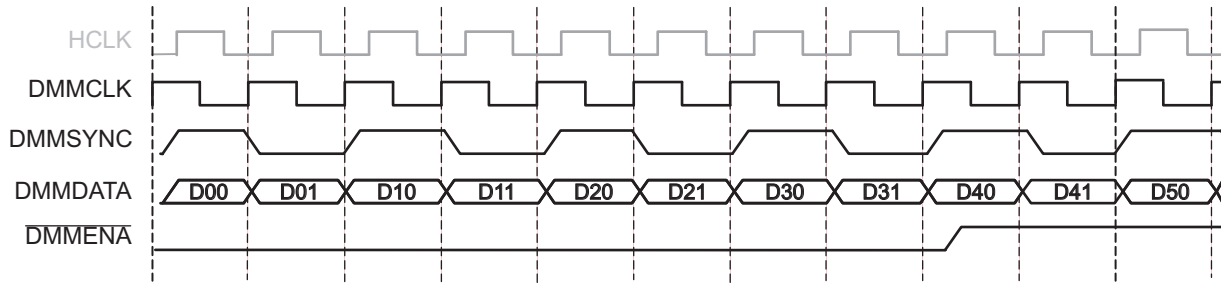 HCLK
DMMCLK
DMMSYNC
DMMDATA D00 D01 D10 D11 D20 D21 D30 D31 D40 D41 D50
DMMENA